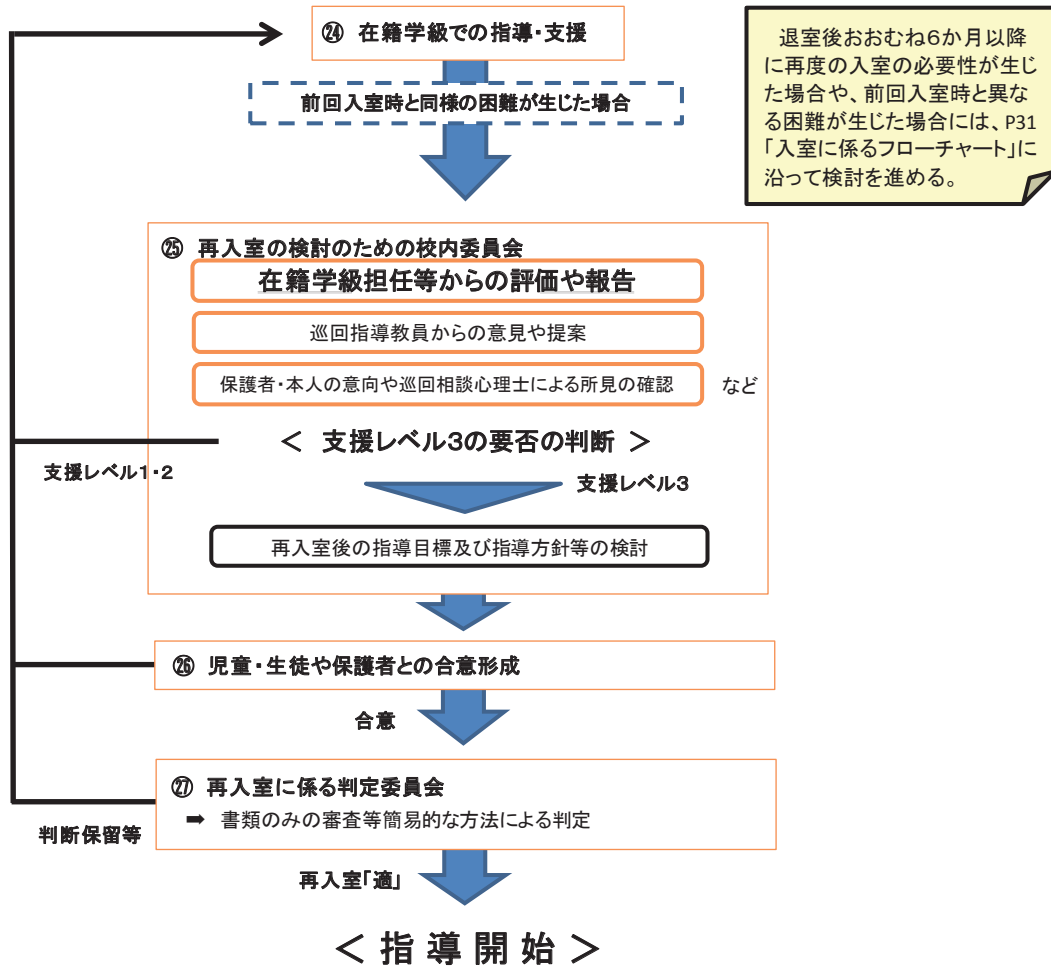 ㉔ 在籍学級での指導・支援
前回入室時と同様の困難が生じた場合
退室後おおむね６か月以降
に再度の入室の必要性が生じ
た場合や、前回入室時と異な
る困難が生じた場合には、P31
「入室に係るフローチャート」に
沿って検討を進める。
㉕ 再入室の検討のための校内委員会
在籍学級担任等からの評価や報告
巡回指導教員からの意見や提案
保護者・本人の意向や巡回相談心理士による所見の確認 など
＜ 支援レベル３の要否の判断 ＞
支援レベル１・２
支援レベル３
再入室後の指導目標及び指導方針等の検討
㉖ 児童・生徒や保護者との合意形成
合意
㉗ 再入室に係る判定委員会
➡ 書類のみの審査等簡易的な方法による判定
判断保留等
再入室「適」
＜ 指 導 開 始 ＞